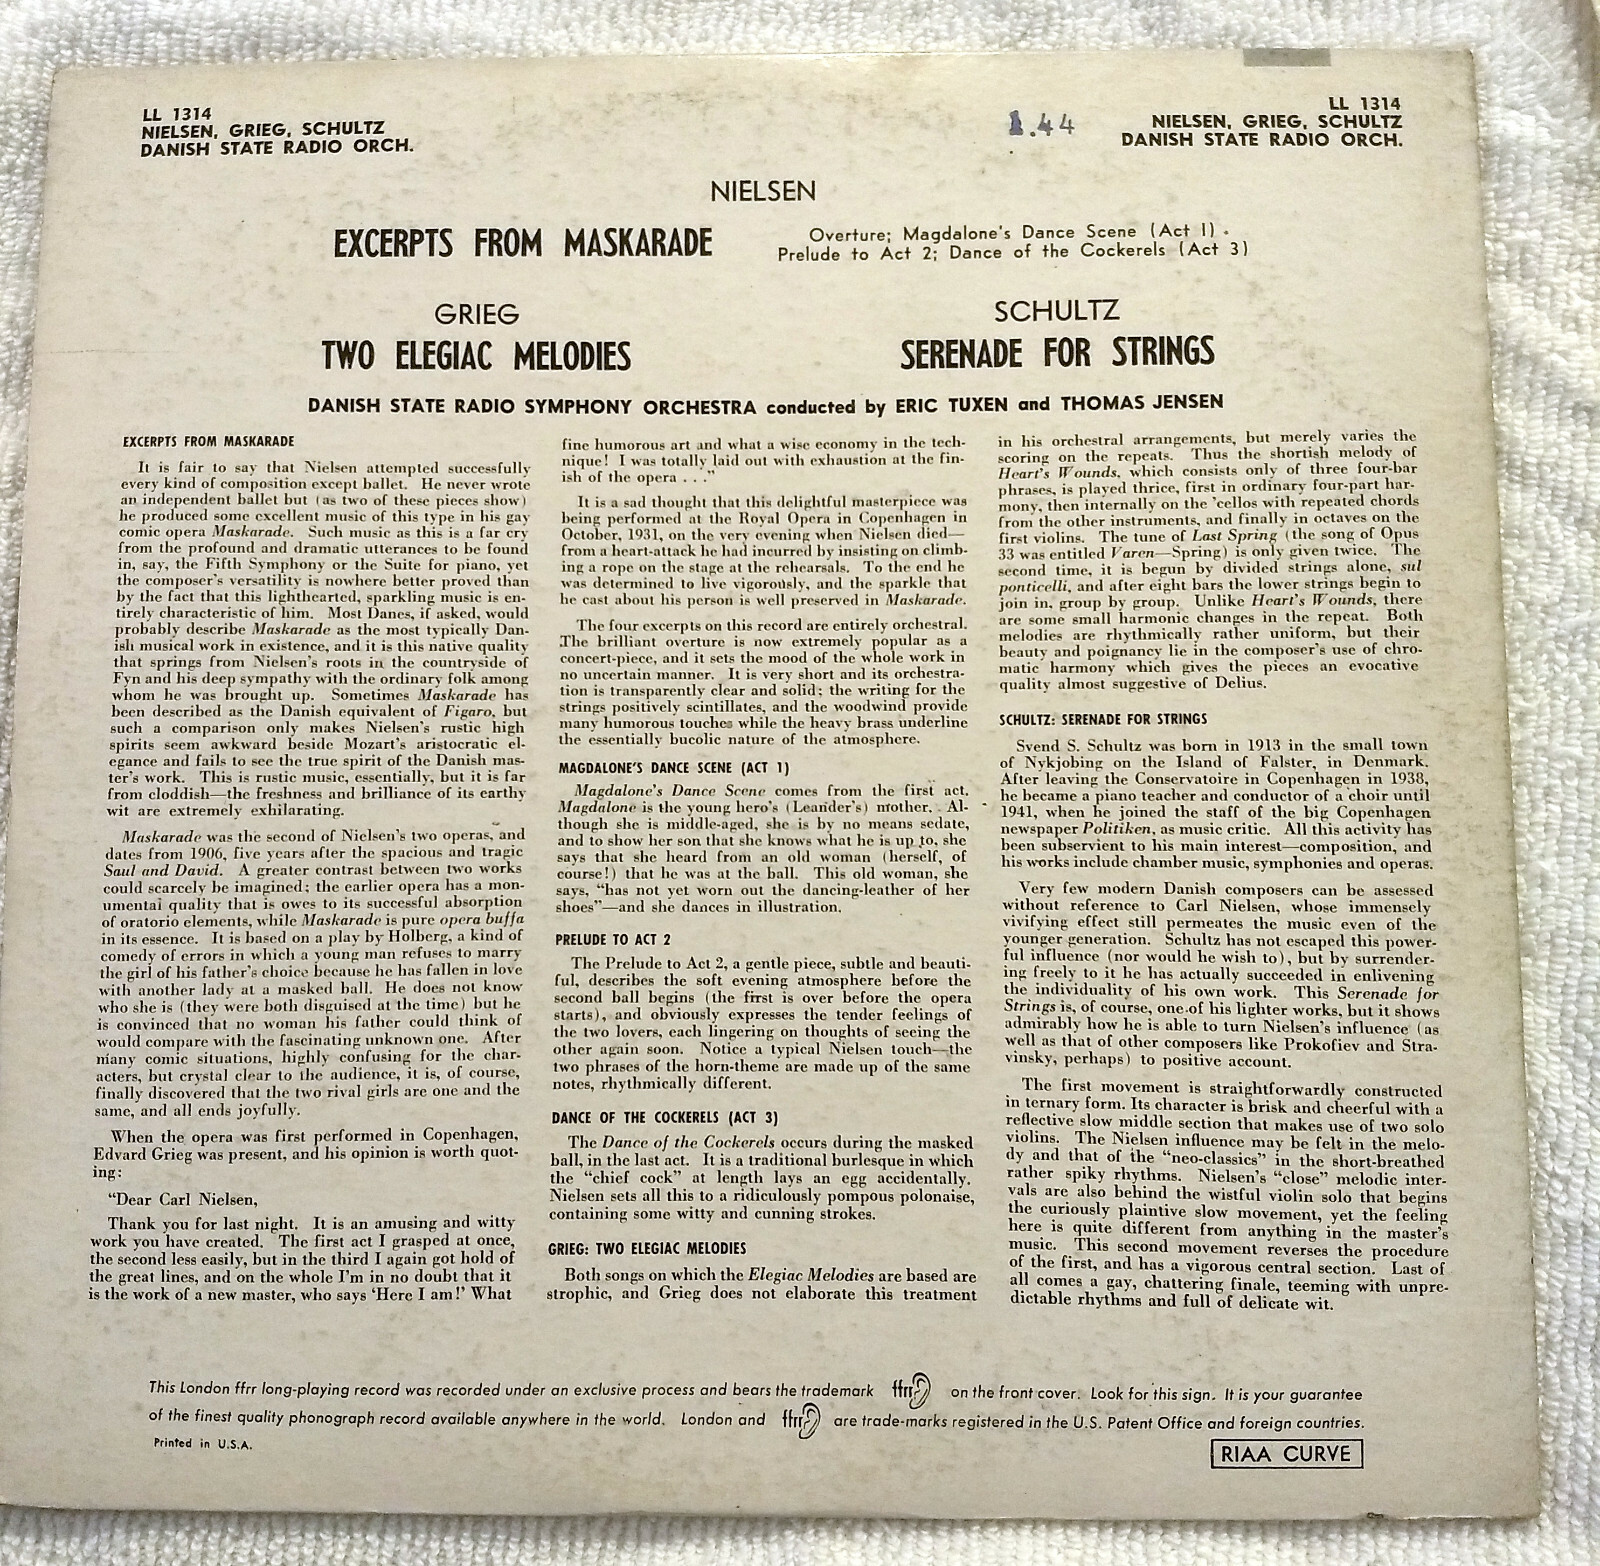 LL 1314
NIELSEN, GRIEG, SCHULTZ
DANISH STATE RADIO ORCH.
.44
LL 1314
NIELSEN, GRIEG, SCHULTZ
DANISH STATE RADIO ORCH.
NIELSEN
EXCERPTS FROM MASKARADE
Overture; Magdalone's Dance Scene (Act 1)
Prelude to Act 2; Dance of the Cockerels (Act 3)
GRIEG
TWO ELEGIAC MELODIES
SCHULTZ
SERENADE FOR STRINGS
DANISH STATE RADIO SYMPHONY ORCHESTRA conducted by ERIC TUXEN and THOMAS JENSEN
EXCERPTS FROM MASKARADE
It is fair to say that Nielsen attempted successfully
every kind of composition except ballet. He never wrote
an independent ballet but (as two of these pieces show)
he produced some excellent music of this type in his gay
comic opera Maskarade. Such music as this is a far cry
from the profound and dramatic utterances to be found
in, say, the Fifth Symphony or the Suite for piano, yet
the composer's versatility is nowhere better proved than
by the fact that this lighthearted, sparkling music is en-
tirely characteristic of him. Most Danes, if asked, would
probably describe Maskarade as the most typically Dan-
ish musical work in existence, and it is this native quality
that springs from Nielsen's roots in the countryside of
Fyn and his deep sympathy with the ordinary folk among
whom he was brought up. Sometimes Maskarade has
been described as the Danish equivalent of Figaro, but
such a comparison only makes Nielsen's rustic high
spirits seem awkward beside Mozart's aristocratic el-
egance and fails to see the true spirit of the Danish mas-
ter's work. This is rustic music, essentially, but it is far
from cloddish—the freshness and brilliance of its earthy
wit are extremely exhilarating.
Maskarade was the second of Nielsen's two operas, and
dates from 1906, five years after the spacious and tragic
Saul and David. A greater contrast between two works
could scarcely be imagined; the earlier opera has a mon-
umental quality that is owes to its successful absorption
of oratorio elements, while Maskarade is pure opera buffa
in its essence. It is based on a play by Holberg, a kind of
comedy of errors in which a young man refuses to marry
the girl of his father's choice because he has fallen in love
with another lady at a masked ball. He does not know
who she is (they were both disguised at the time) but he
is convinced that no woman his father could think of
would compare with the fascinating unknown one. After
many comic situations, highly confusing for the char-
acters, but crystal clear to the audience, it is, of course,
finally discovered that the two rival girls are one and the
same, and all ends joyfully.
When the opera was first performed in Copenhagen,
Edvard Grieg was present, and his opinion is worth quot-
ing:
"Dear Carl Nielsen,
Thank you for last night. It is an amusing and witty
work you have created. The first act I grasped at once,
the second less easily, but in the third I again got hold of
the great lines, and on the whole I'm in no doubt that it
is the work of a new master, who says 'Here I am!' What
fine humorous art and what a wise economy in the tech-
nique! I was totally laid out with exhaustion at the fin-
ish of the opera . . ."
It is a sad thought that this delightful masterpiece was
being performed at the Royal Opera in Copenhagen in
October, 1931, on the very evening when Nielsen died—
from a heart-attack he had incurred by insisting on climb-
ing a rope on the stage at the rehearsals. To the end he
was determined to live vigorously, and the sparkle that
he cast about his person is well preserved in Maskarade.
The four excerpts on this record are entirely orchestral.
The brilliant overture is now extremely popular as a
concert-piece, and it sets the mood of the whole work in
no uncertain manner. It is very short and its orchestra-
tion is transparently clear and solid; the writing for the
strings positively scintillates, and the woodwind provide
many humorous touches while the heavy brass underline
the essentially bucolic nature of the atmosphere.
MAGDALONE'S DANCE SCENE (ACT 1)
Magdalone's Dance Scene comes from the first act.
Magdalone is the young hero's (Leander's) mother. Al-
though she is middle-aged, she is by no means sedate,
and to show her son that she knows what he is up to, she
says that she heard from an old woman (herself, of
course!) that he was at the ball. This old woman, she
says, "has not yet worn out the dancing-leather of her
shoes"—and she dances in illustration.
PRELUDE TO ACT 2
The Prelude to Act 2, a gentle piece, subtle and beauti-
ful, describes the soft evening atmosphere before the
second ball begins (the first is over before the opera
starts), and obviously expresses the tender feelings of
the two lovers, each lingering on thoughts of seeing the
other again soon. Notice a typical Nielsen touch—the
two phrases of the horn-theme are made up of the same
notes, rhythmically different.
DANCE OF THE COCKERELS (ACT 3)
The Dance of the Cockerels occurs during the masked
ball, in the last act. It is a traditional burlesque in which
the "chief cock" at length lays an egg accidentally.
Nielsen sets all this to a ridiculously pompous polonaise,
containing some witty and cunning strokes.
GRIEG: TWO ELEGIAC MELODIES
Both songs on which the Elegiac Melodies are based are
strophic, and Grieg does not elaborate this treatment
in his orchestral arrangements, but merely varies the
scoring on the repeats. Thus the shortish melody of
Heart's Wounds, which consists only of three four-bar
phrases, is played thrice, first in ordinary four-part har-
mony, then internally on the 'cellos with repeated chords
from the other instruments, and finally in octaves on the
first violins. The tune of Last Spring (the song of Opus
33 was entitled Varen—Spring) is only given twice. The
second time, it is begun by divided strings alone, sul
ponticelli, and after eight bars the lower strings begin to
join in, group by group. Unlike Heart's Wounds, there
are some small harmonic changes in the repeat. Both
melodies are rhythmically rather uniform, but their
beauty and poignancy lie in the composer's use of chro-
matic harmony which gives the pieces an evocative
quality almost suggestive of Delius.
SCHULTZ: SERENADE FOR STRINGS
Svend S. Schultz was born in 1913 in the small town
of Nykjobing on the Island of Falster, in Denmark.
After leaving the Conservatoire in Copenhagen in 1938,
he became a piano teacher and conductor of a choir until
1941, when he joined the staff of the big Copenhagen
newspaper Politiken, as music critic. All this activity has
been subservient to his main interest—composition, and
his works include chamber music, symphonies and operas.
Very few modern Danish composers can be assessed
without reference to Carl Nielsen, whose immensely
vivifying effect still permeates the music even of the
younger generation. Schultz has not escaped this power-
ful influence (nor would he wish to), but by surrender-
ing freely to it he has actually succeeded in enlivening
the individuality of his own work. This Serenade for
Strings is, of course, one of his lighter works, but it shows
admirably how he is able to turn Nielsen's influence (as
well as that of other composers like Prokofiev and Stra-
vinsky, perhaps) to positive account.
The first movement is straightforwardly constructed
in ternary form. Its character is brisk and cheerful with a
reflective slow middle section that makes use of two solo
violins. The Nielsen influence may be felt in the melo-
dy and that of the "neo-classics" in the short-breathed
rather spiky rhythms. Nielsen's "close" melodic inter-
vals are also behind the wistful violin solo that begins
the curiously plaintive slow movement, yet the feeling
here is quite different from anything in the master's
music. This second movement reverses the procedure
of the first, and has a vigorous central section. Last of
all comes a gay, chattering finale, teeming with unpre-
dictable rhythms and full of delicate wit.
This London ffrr long-playing record was recorded under an exclusive process and bears the trademark ffrr on the front cover. Look for this sign. It is your guarantee
of the finest quality phonograph record available anywhere in the world. London and ffrr are trade-marks registered in the U.S. Patent Office and foreign countries.
Printed in U.S.A.
RIAA CURVE